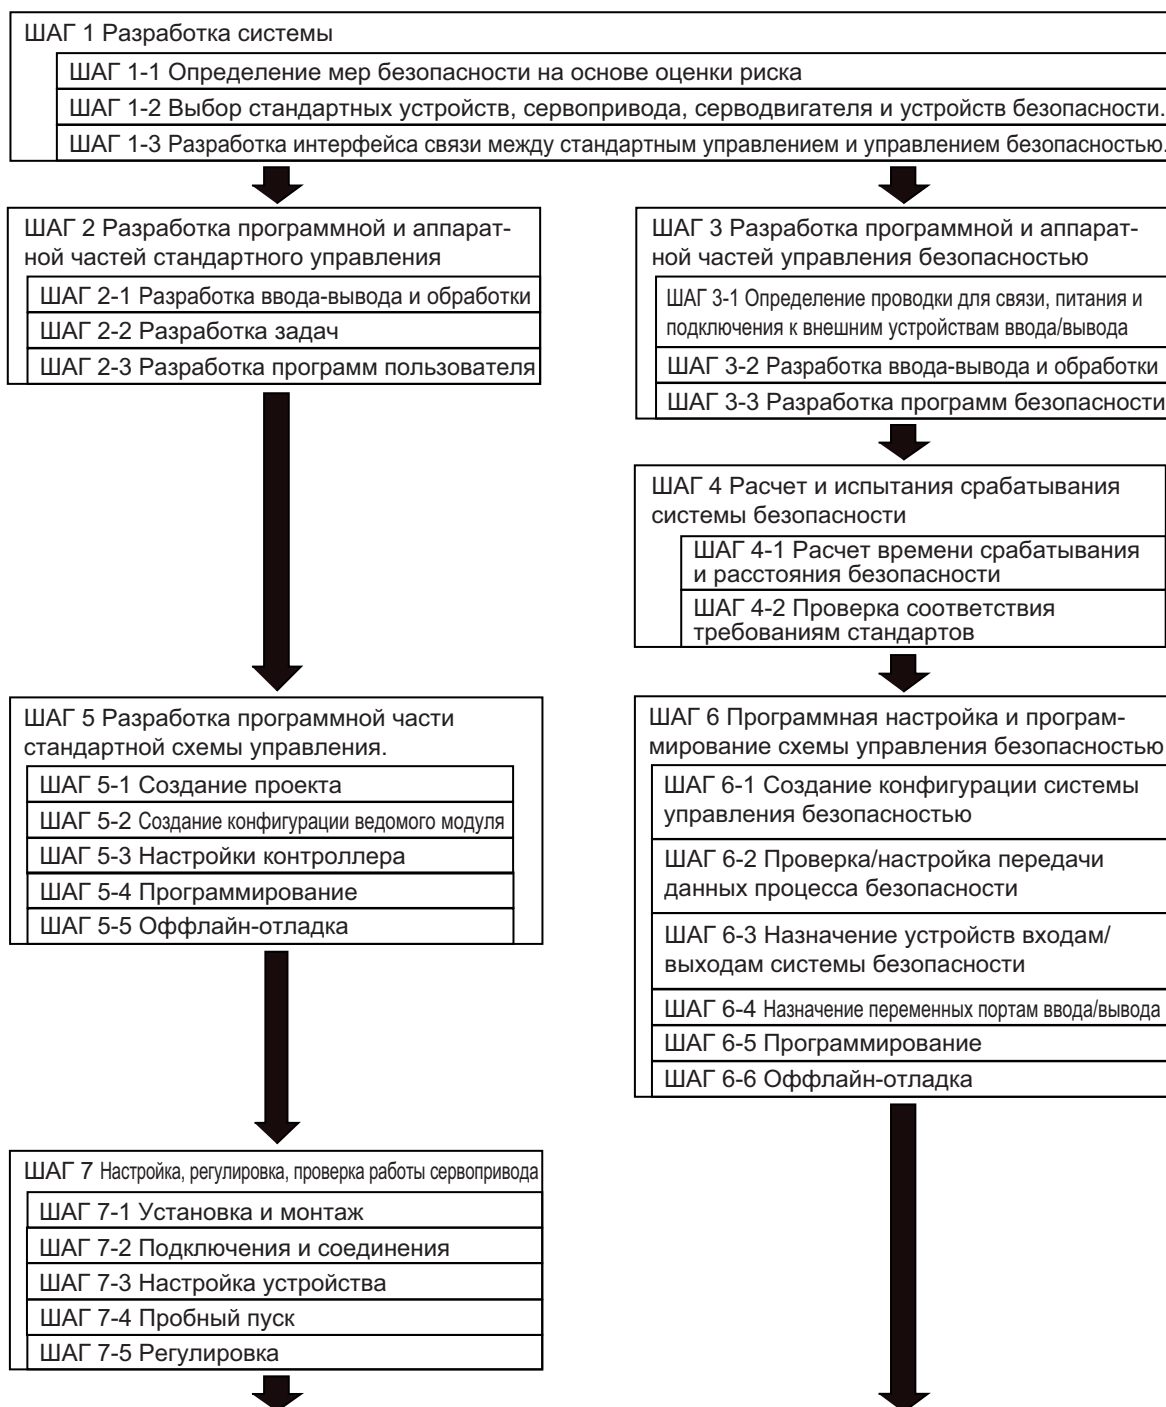 ШАГ 1 Разработка системы
ШАГ 1-1 Определение мер безопасности на основе оценки риска
ШАГ 1-2 Выбор стандартных устройств, сервопривода, серводвигателя и устройств безопасности.
ШАГ 1-3 Разработка интерфейса связи между стандартным управлением и управлением безопасностью.
ШАГ 2 Разработка программной и аппарат-
ной частей стандартного управления
ШАГ 2-1 Разработка ввода-вывода и обработки
ШАГ 2-2 Разработка задач
ШАГ 2-3 Разработка программ пользователя
ШАГ 3 Разработка программной и аппарат-
ной частей управления безопасностью
ШАГ 3-1 Определение проводки для связи, питания и
подключения к внешним устройствам ввода/вывода
ШАГ 3-2 Разработка ввода-вывода и обработки
ШАГ 3-3 Разработка программ безопасности
ШАГ 4 Расчет и испытания срабатывания
системы безопасности
ШАГ 4-1 Расчет времени срабатывания
и расстояния безопасности
ШАГ 4-2 Проверка соответствия
требованиям стандартов
ШАГ 5 Разработка программной части
стандартной схемы управления.
ШАГ 5-1 Создание проекта
ШАГ 5-2 Создание конфигурации ведомого модуля
ШАГ 5-3 Настройки контроллера
ШАГ 5-4 Программирование
ШАГ 5-5 Оффлайн-отладка
ШАГ 6 Программная настройка и програм-
мирование схемы управления безопасностью
ШАГ 6-1 Создание конфигурации системы
управления безопасностью
ШАГ 6-2 Проверка/настройка передачи
данных процесса безопасности
ШАГ 6-3 Назначение устройств входам/
выходам системы безопасности
ШАГ 6-4 Назначение переменных портам ввода/вывода
ШАГ 6-5 Программирование
ШАГ 6-6 Оффлайн-отладка
ШАГ 7 Настройка, регулировка, проверка работы сервопривода
ШАГ 7-1 Установка и монтаж
ШАГ 7-2 Подключения и соединения
ШАГ 7-3 Настройка устройства
ШАГ 7-4 Пробный пуск
ШАГ 7-5 Регулировка